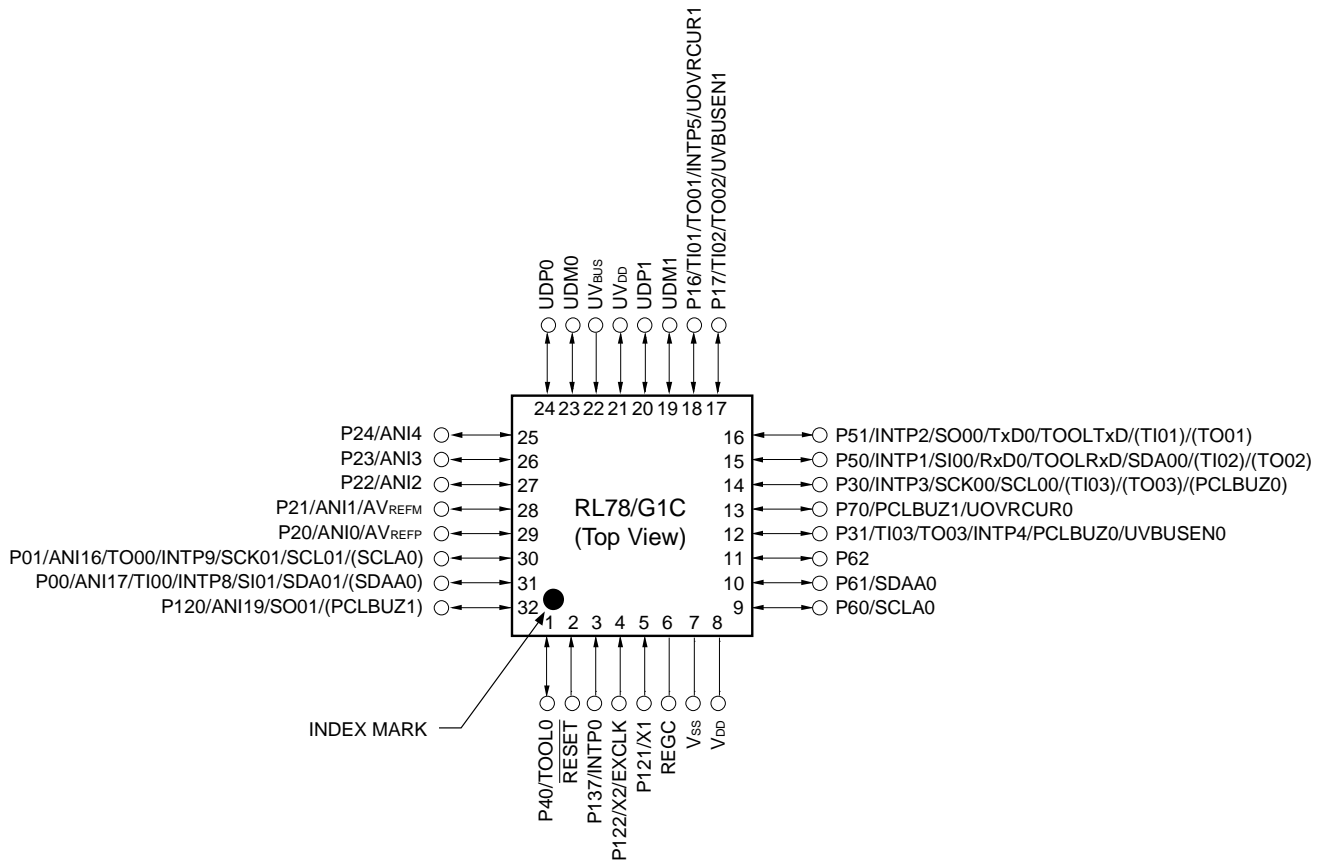 P16/TI01/TO01/INTP5/UOVRCUR1
P17/TI02/TO02/UVBUSEN1
UDP0
UDM0
UVBUS
UVDD
UDP1
UDM1
24 23 22 21 20 19 18 17
P24/ANI4 25
P23/ANI3 26
P22/ANI2 27
P21/ANI1/AVREFM 28
P20/ANI0/AVREFP 29
P01/ANI16/TO00/INTP9/SCK01/SCL01/(SCLA0) 30
P00/ANI17/TI00/INTP8/SI01/SDA01/(SDAA0) 31
P120/ANI19/SO01/(PCLBUZ1) 32
RL78/G1C
(Top View)
16 P51/INTP2/SO00/TxD0/TOOLTxD/(TI01)/(TO01)
15 P50/INTP1/SI00/RxD0/TOOLRxD/SDA00/(TI02)/(TO02)
14 P30/INTP3/SCK00/SCL00/(TI03)/(TO03)/(PCLBUZ0)
13 P70/PCLBUZ1/UOVRCUR0
12 P31/TI03/TO03/INTP4/PCLBUZ0/UVBUSEN0
11 P62
10 P61/SDAA0
9 P60/SCLA0
1 2 3 4 5 6 7 8
INDEX MARK
P40/TOOL0
RESET
P137/INTP0
P122/X2/EXCLK
P121/X1
REGC
VSS
VDD